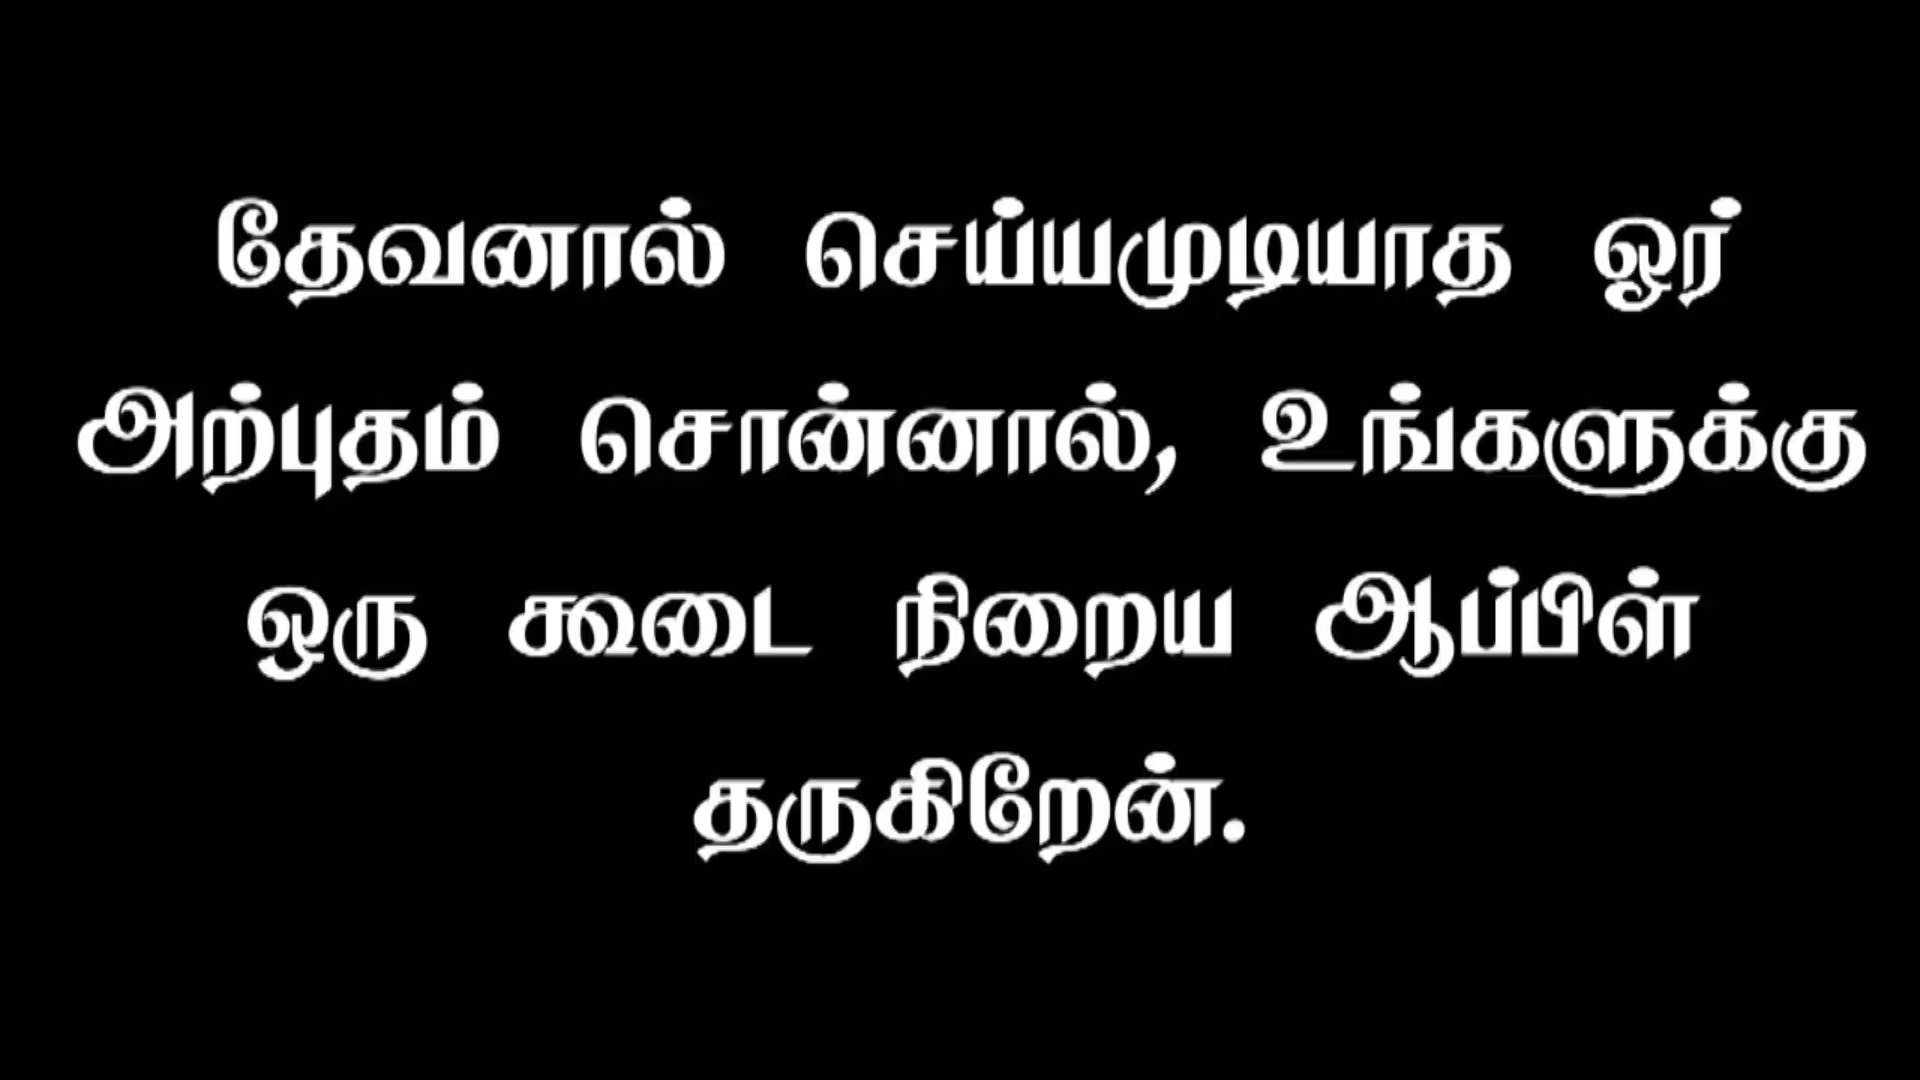 தேவனால் செய்யமுடியாத ஓர்
அற்புதம் சொன்னால், உங்களுக்கு
ஒரு கூடை நிறைய ஆப்பிள்
தருகிறேன்.